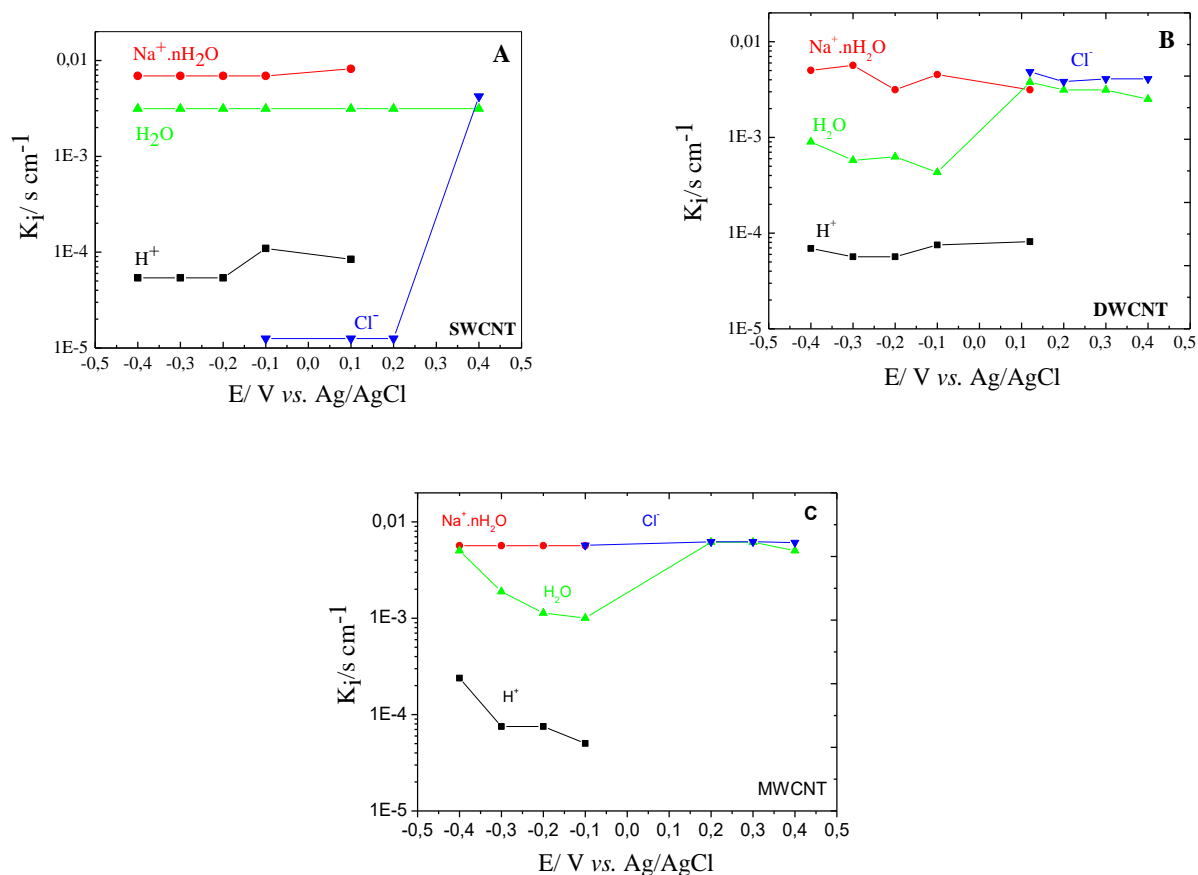 A
Na⁺.nH₂O
H₂O
H⁺
Cl⁻
SWCNT
0,01
1E-3
1E-4
1E-5
-0,5 -0,4 -0,3 -0,2 -0,1 0,0 0,1 0,2 0,3 0,4 0,5
Kᵢ/ s cm⁻¹
E/ V vs. Ag/AgCl
B
Na⁺.nH₂O
Cl⁻
H₂O
H⁺
DWCNT
0,01
1E-3
1E-4
1E-5
-0,5 -0,4 -0,3 -0,2 -0,1 0,0 0,1 0,2 0,3 0,4 0,5
Kᵢ/ s cm⁻¹
E/ V vs. Ag/AgCl
C
Na⁺.nH₂O
Cl⁻
H₂O
H⁺
MWCNT
0,01
1E-3
1E-4
1E-5
-0,5 -0,4 -0,3 -0,2 -0,1 0,0 0,1 0,2 0,3 0,4 0,5
Kᵢ/s cm⁻¹
E/ V vs. Ag/AgCl